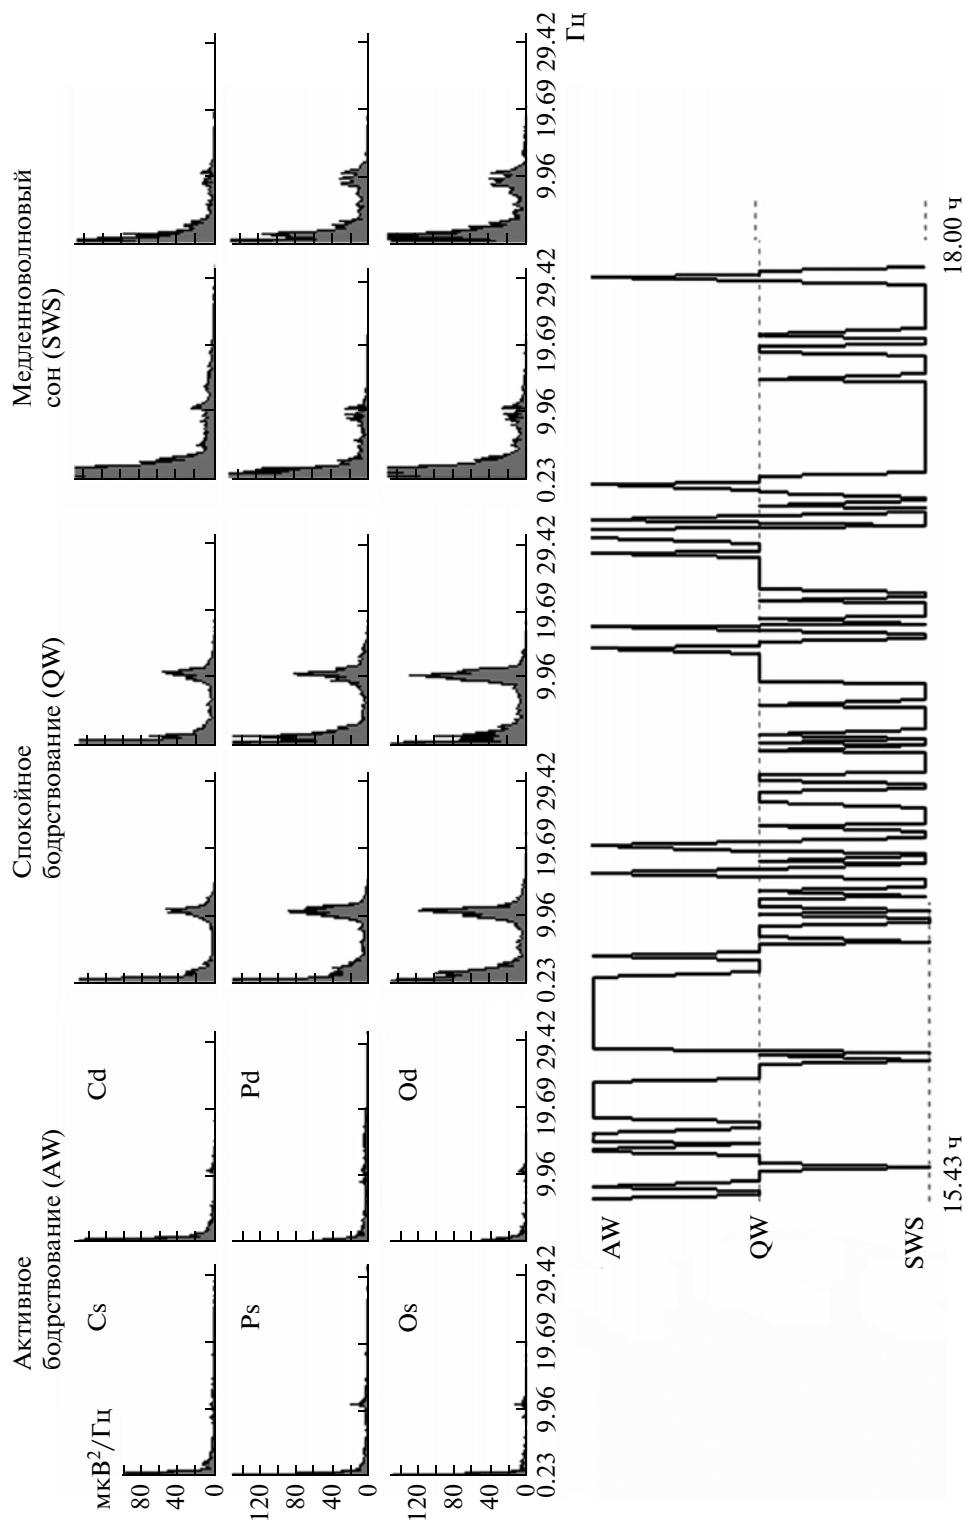 Активное
бодрствование (AW)
Спокойное
бодрствование (QW)
Медленноволновый
сон (SWS)
мкВ²/Гц
Cs
Cd
80
40
0
Ps
Pd
120
80
40
0
Os
Od
120
80
40
0
0.23 9.96 19.69 29.42
9.96 19.69 29.42
0.23 9.96 19.69 29.42
9.96 19.69 29.42
0.23 9.96 19.69 29.42
9.96 19.69 29.42
Гц
AW
QW
SWS
15.43 ч
18.00 ч